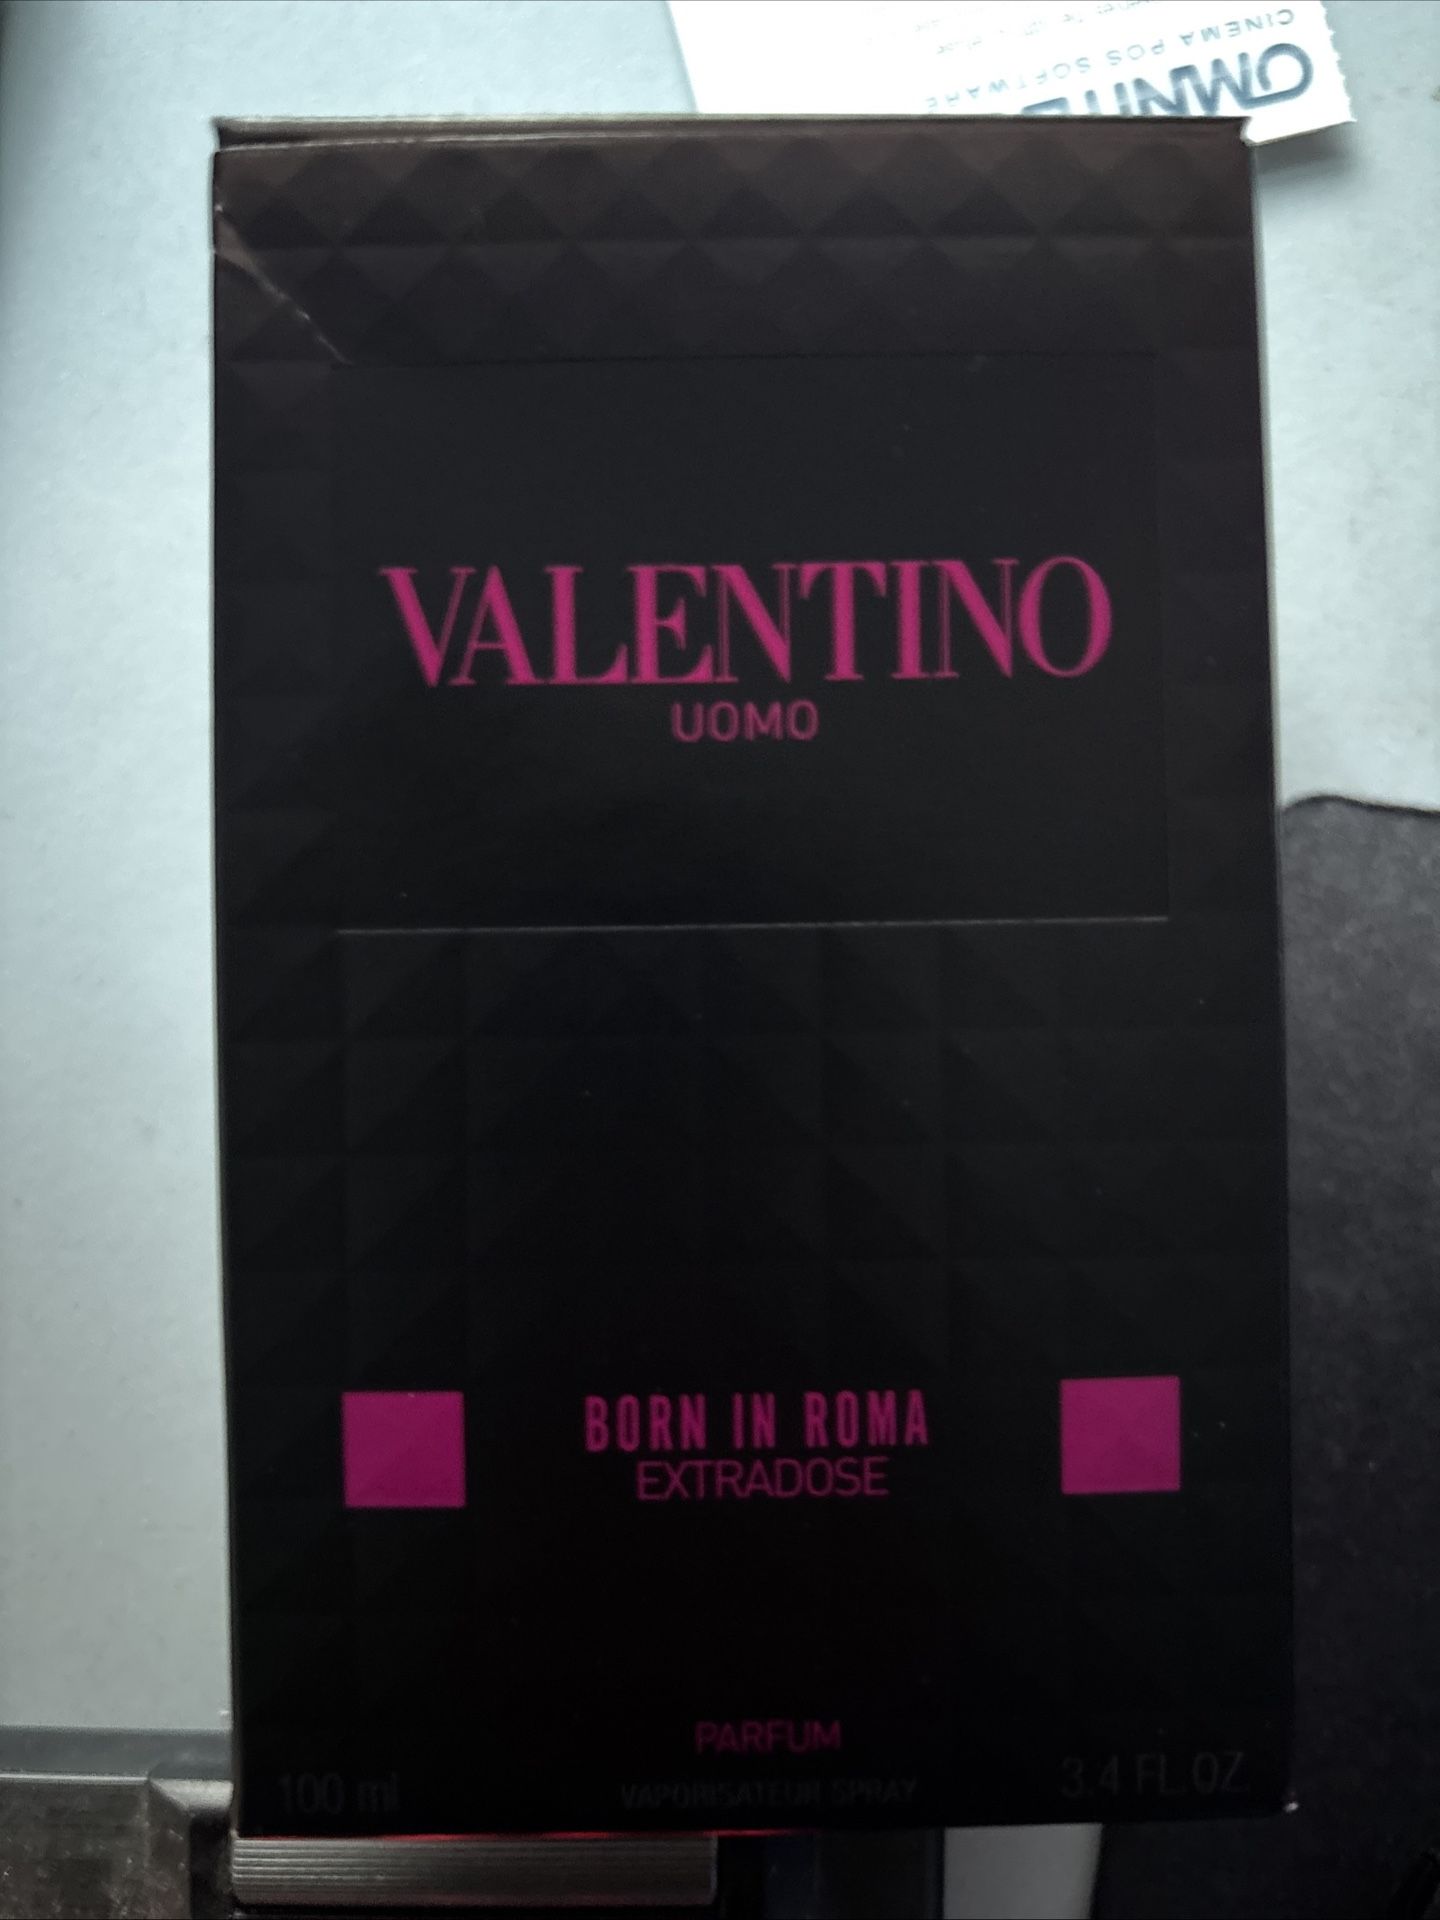 CINEMA POS SOFTWARE
VALENTINO
UOMO
BORN IN ROMA
EXTRADOSE
PARFUM
100 ml
VAPORISATEUR SPRAY
3.4 FL.OZ.